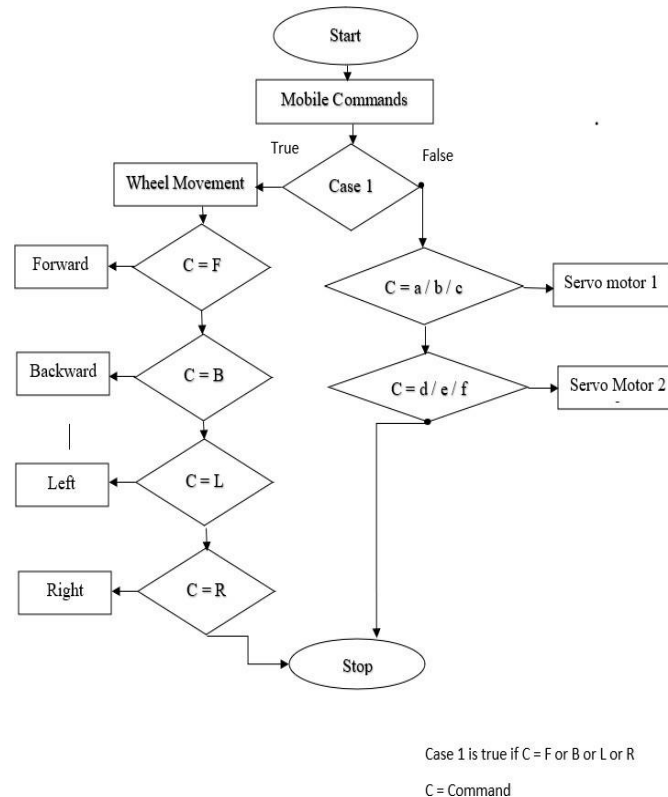 Start
Mobile Commands
True
False
Case 1
Wheel Movement
C = F
Forward
C = a / b / c
Servo motor 1
C = B
Backward
C = d / e / f
Servo Motor 2
C = L
Left
C = R
Right
Stop
Case 1 is true if C = F or B or L or R
C = Command